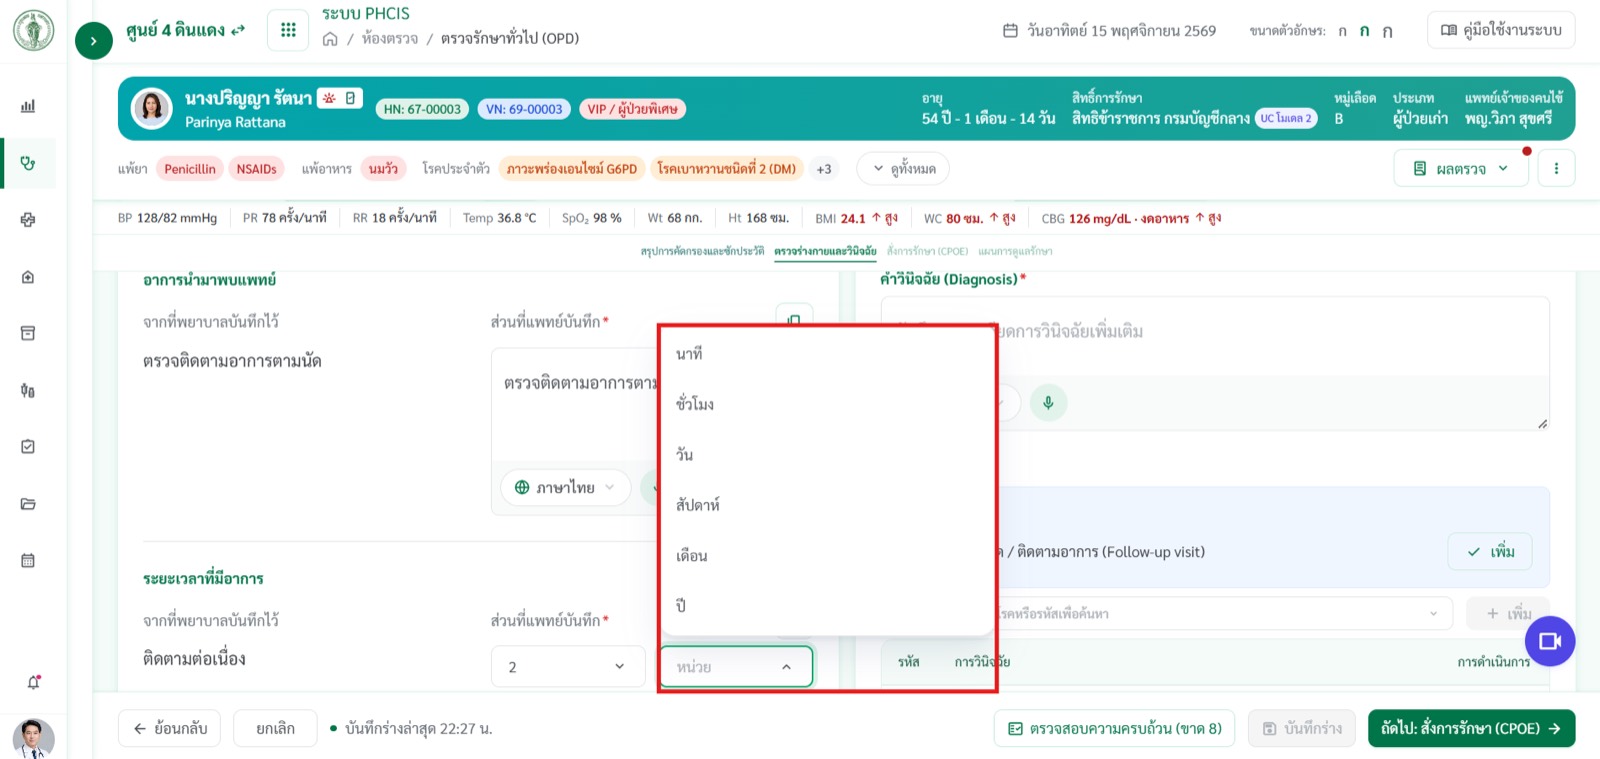 ศูนย์ 4 ดินแดง
ระบบ PHCIS
/ ห้องตรวจ / ตรวจรักษาทั่วไป (OPD)
วันอาทิตย์ 15 พฤศจิกายน 2569
ขนาดตัวอักษร: ก ก ก
คู่มือใช้งานระบบ
นางปริญญา รัตนา
Parinya Rattana
HN: 67-00003
VN: 69-00003
VIP / ผู้ป่วยพิเศษ
อายุ
54 ปี - 1 เดือน - 14 วัน
สิทธิ์การรักษา
สิทธิข้าราชการ กรมบัญชีกลาง
UC โมเดล 2
หมู่เลือด
B
ประเภท
ผู้ป่วยเก่า
แพทย์เจ้าของคนไข้
พญ.วิภา สุขศรี
แพ้ยา Penicillin NSAIDs แพ้อาหาร นมวัว โรคประจำตัว ภาวะพร่องเอนไซม์ G6PD โรคเบาหวานชนิดที่ 2 (DM) +3 ดูทั้งหมด
ผลตรวจ
BP 128/82 mmHg PR 78 ครั้ง/นาที RR 18 ครั้ง/นาที Temp 36.8 °C SpO₂ 98 % Wt 68 กก. Ht 168 ซม. BMI 24.1 ↑ สูง WC 80 ซม. ↑ สูง CBG 126 mg/dL · งดอาหาร ↑ สูง
สรุปการคัดกรองและซักประวัติ ตรวจร่างกายและวินิจฉัย สั่งการรักษา (CPOE) แผนการดูแลรักษา
อาการนำมาพบแพทย์
จากที่พยาบาลบันทึกไว้
ส่วนที่แพทย์บันทึก*
ตรวจติดตามอาการตามนัด
ตรวจติดตามอาการตาม
ภาษาไทย
ระยะเวลาที่มีอาการ
จากที่พยาบาลบันทึกไว้
ส่วนที่แพทย์บันทึก*
ติดตามต่อเนื่อง
2
หน่วย
นาที
ชั่วโมง
วัน
สัปดาห์
เดือน
ปี
คำวินิจฉัย (Diagnosis)*
ยดการวินิจฉัยเพิ่มเติม
/ ติดตามอาการ (Follow-up visit)
เพิ่ม
โรคหรือรหัสเพื่อค้นหา
+ เพิ่ม
รหัส การวินิจฉัย การดำเนินการ
ย้อนกลับ
ยกเลิก
บันทึกร่างล่าสุด 22:27 น.
ตรวจสอบความครบถ้วน (ขาด 8)
บันทึกร่าง
ถัดไป: สั่งการรักษา (CPOE)